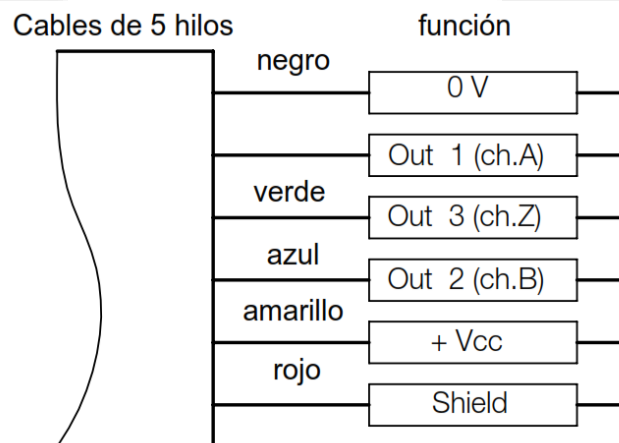 Cables de 5 hilos función
negro
0 V
Out 1 (ch.A)
verde
Out 3 (ch.Z)
azul
Out 2 (ch.B)
amarillo
+ Vcc
rojo
Shield